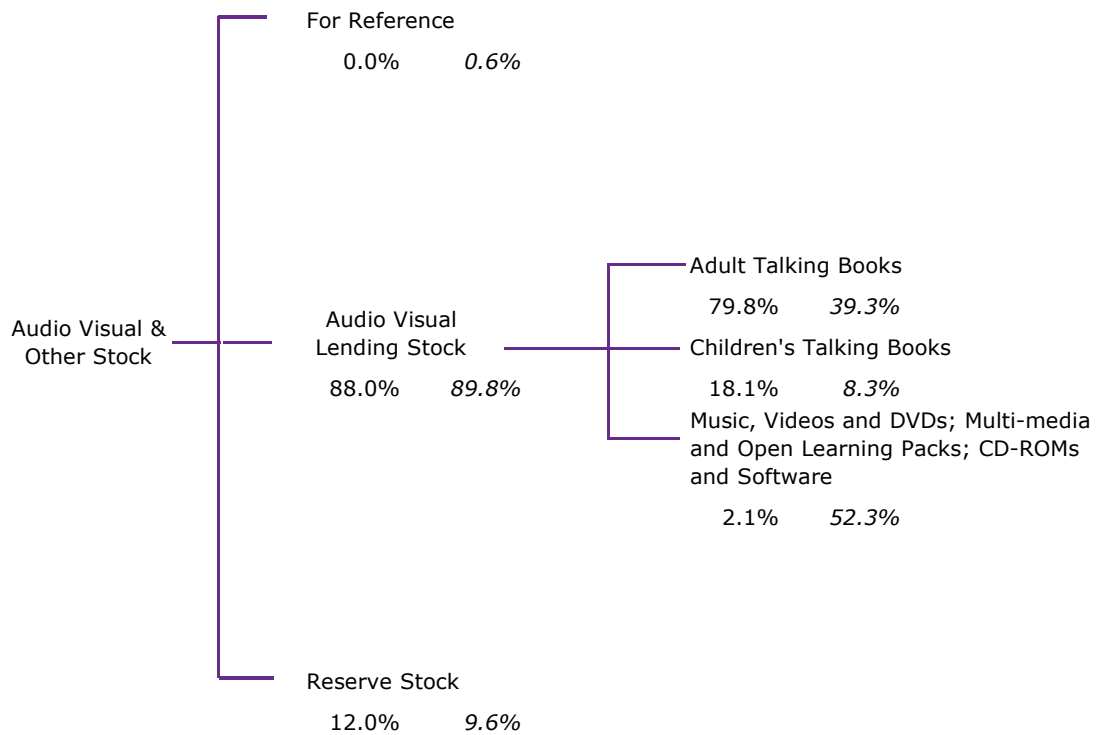 For Reference
0.0% 0.6%
Audio Visual &
Other Stock
Audio Visual
Lending Stock
88.0% 89.8%
Adult Talking Books
79.8% 39.3%
Children's Talking Books
18.1% 8.3%
Music, Videos and DVDs; Multi-media
and Open Learning Packs; CD-ROMs
and Software
2.1% 52.3%
Reserve Stock
12.0% 9.6%